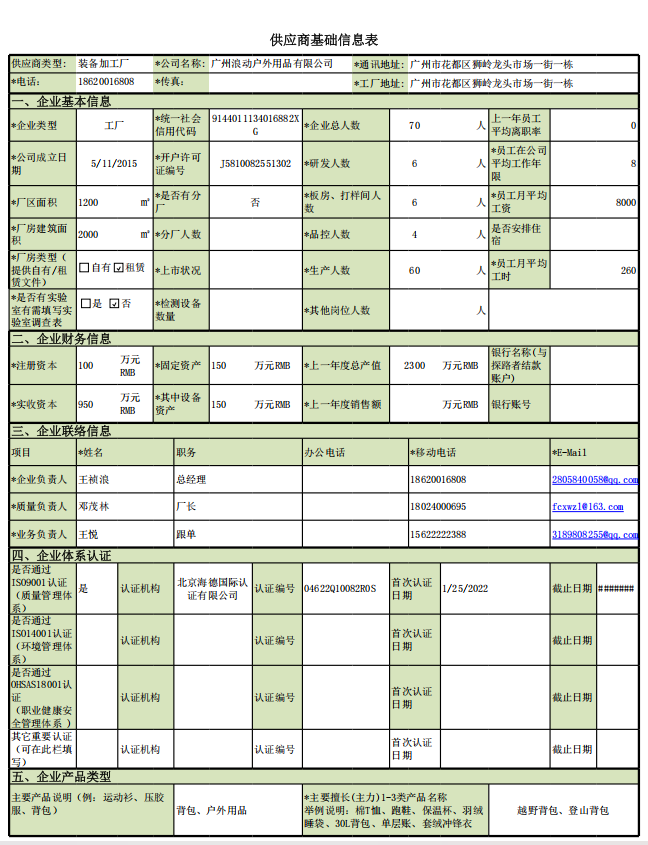 供应商基础信息表
供应商类型: 装备加工厂 *公司名称: 广州浪动户外用品有限公司 *通讯地址: 广州市花都区狮岭龙头市场一街一栋
*电话: 18620016808 *传真: *工厂地址: 广州市花都区狮岭龙头市场一街一栋
一、企业基本信息
*企业类型 工厂 *统一社会信用代码 9144011134016882XG *企业总人数 70 人 上一年员工平均离职率 0
*公司成立日期 5/11/2015 *开户许可证编号 J5810082551302 *研发人数 6 人 *员工在公司平均工作年限 8
*厂区面积 1200 ㎡ *是否有分厂 否 *板房、打样间人数 6 人 *员工月平均工资 8000
*厂房建筑面积 2000 ㎡ *分厂人数 *品控人数 4 人 是否安排住宿
*厂房类型（提供自有/租赁文件） □自有 ☑租赁 *上市状况 *生产人数 60 人 *员工月平均工时 260
*是否有实验室有需填写实验室调查表 □是 ☑否 *检测设备数量 *其他岗位人数 人
二、企业财务信息
*注册资本 100 万元RMB *固定资产 150 万元RMB *上一年度总产值 2300 万元RMB 银行名称(与探路者结款账户)
*实收资本 950 万元RMB *其中设备资产 150 万元RMB *上一年度销售额 万元RMB 银行账号
三、企业联络信息
项目 *姓名 职务 办公电话 *移动电话 *E-Mail
*企业负责人 王祯浪 总经理 18620016808 280584005@qq.com
*质量负责人 邓茂林 厂长 18024000695 fcxwz1@163.com
*业务负责人 王悦 跟单 15622222388 318980825@qq.com
四、企业体系认证
是否通过ISO9001认证（质量管理体系） 是 认证机构 北京海德国际认证有限公司 认证编号 04622Q10082R0S 首次认证日期 1/25/2022 截止日期 #######
是否通过ISO14001认证（环境管理体系） 认证机构 认证编号 首次认证日期 截止日期
是否通过OHSAS18001认证（职业健康安全管理体系 ） 认证机构 认证编号 首次认证日期 截止日期
其它重要认证（可在此栏填写） 认证机构 认证编号 首次认证日期 截止日期
五、企业产品类型
主要产品说明（例: 运动衫、压胶服、背包） 背包、户外用品 *主要擅长(主力)1-3类产品名称 举例说明: 棉T恤、跑鞋、保温杯、羽绒睡袋、30L背包、单层账、套绒冲锋衣 越野背包、登山背包